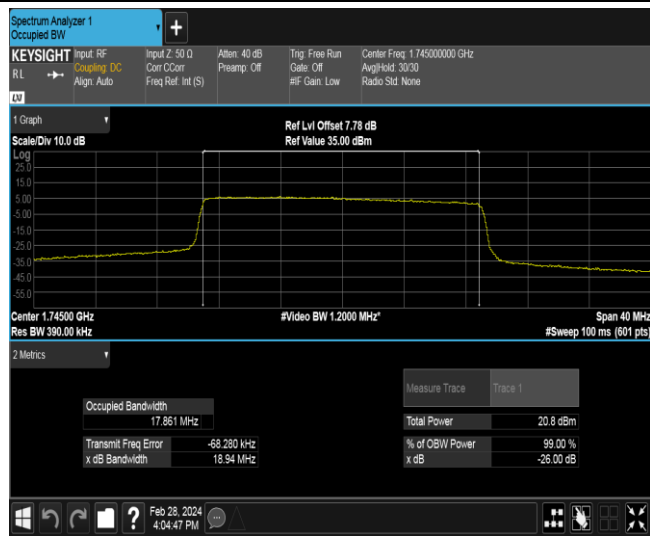 Spectrum Analyzer 1
Occupied BW
+
KEYSIGHT
RL
Input: RF
Coupling: DC
Align: Auto
Input Z: 50 Ω
Corr CCorr
Freq Ref: Int (S)
Atten: 40 dB
Preamp: Off
Trig: Free Run
Gate: Off
#IF Gain: Low
Center Freq: 1.745000000 GHz
Avg|Hold: 30/30
Radio Std: None
LXI
1 Graph
Scale/Div 10.0 dB
Ref Lvl Offset 7.78 dB
Ref Value 35.00 dBm
Log
25.0
15.0
5.00
-5.00
-15.0
-25.0
-35.0
-45.0
-55.0
Center 1.74500 GHz
Res BW 390.00 kHz
#Video BW 1.2000 MHz*
Span 40 MHz
#Sweep 100 ms (601 pts)
2 Metrics
Measure Trace Trace 1
Occupied Bandwidth
17.861 MHz
Total Power 20.8 dBm
Transmit Freq Error -68.280 kHz
% of OBW Power 99.00 %
x dB Bandwidth 18.94 MHz
x dB -26.00 dB
?
Feb 28, 2024
4:04:47 PM